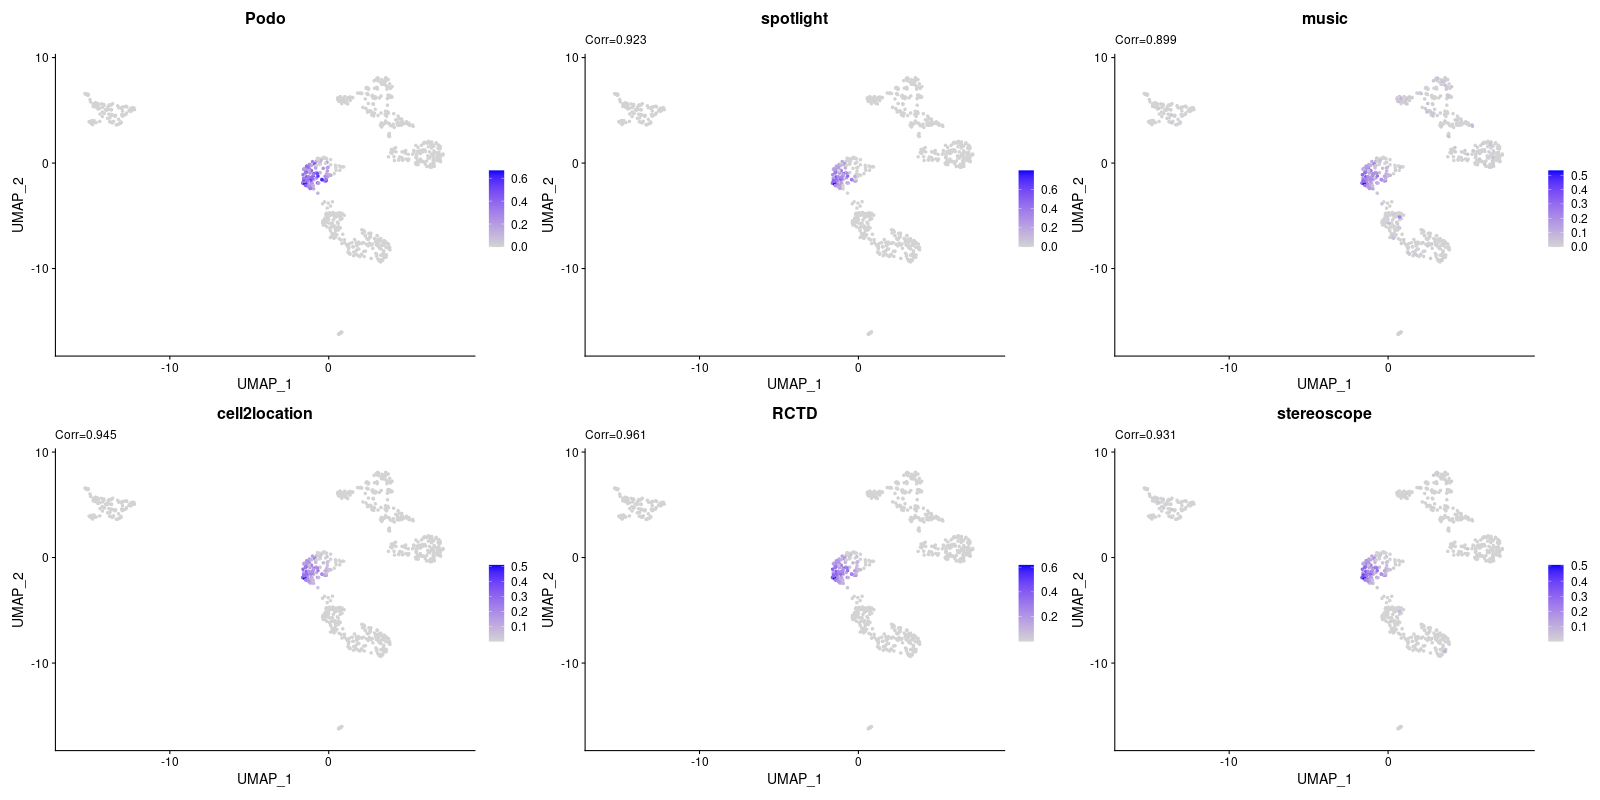 Podo
10
0
-10
UMAP_2
-10
0
UMAP_1
0.6
0.4
0.2
0.0
spotlight
Corr=0.923
10
0
-10
UMAP_2
-10
0
UMAP_1
0.6
0.4
0.2
0.0
music
Corr=0.899
10
0
-10
UMAP_2
-10
0
UMAP_1
0.5
0.4
0.3
0.2
0.1
0.0
cell2location
Corr=0.945
10
0
-10
UMAP_2
-10
0
UMAP_1
0.5
0.4
0.3
0.2
0.1
RCTD
Corr=0.961
10
0
-10
UMAP_2
-10
0
UMAP_1
0.6
0.4
0.2
stereoscope
Corr=0.931
10
0
-10
UMAP_2
-10
0
UMAP_1
0.5
0.4
0.3
0.2
0.1